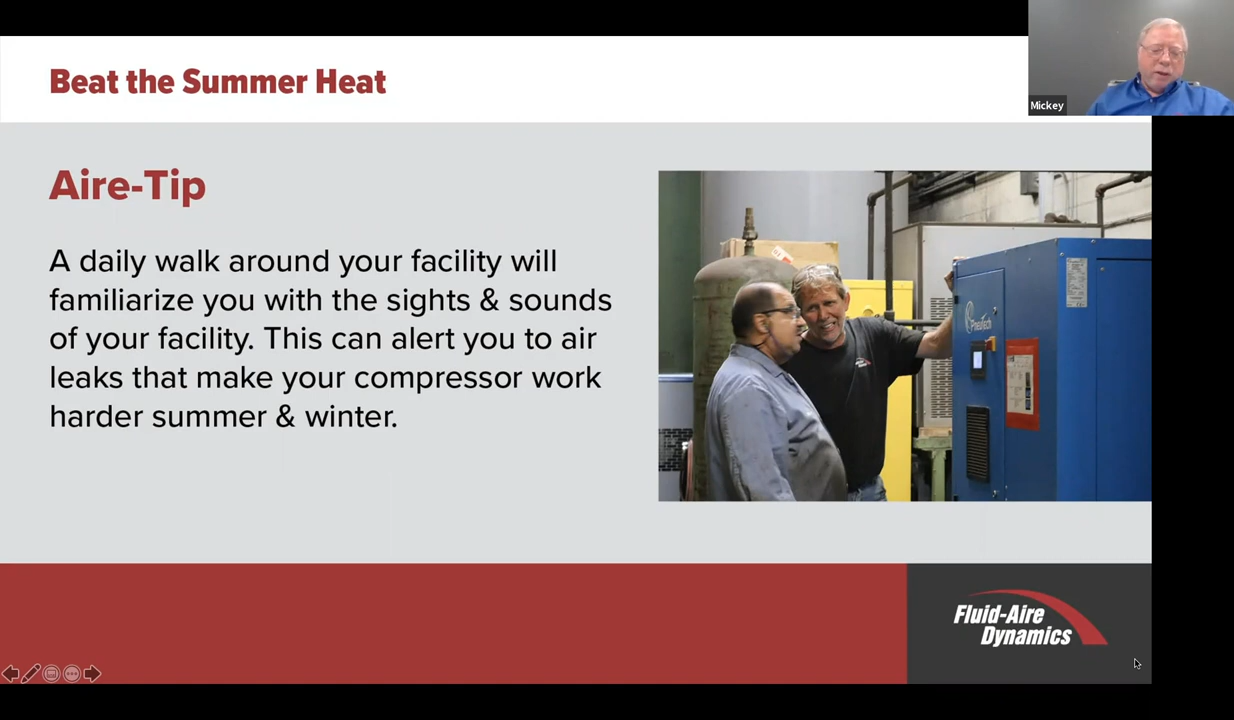 Beat the Summer Heat
Mickey
Aire-Tip
A daily walk around your facility will
familiarize you with the sights & sounds
of your facility. This can alert you to air
leaks that make your compressor work
harder summer & winter.
PneuTech
Fluid-Aire
Dynamics